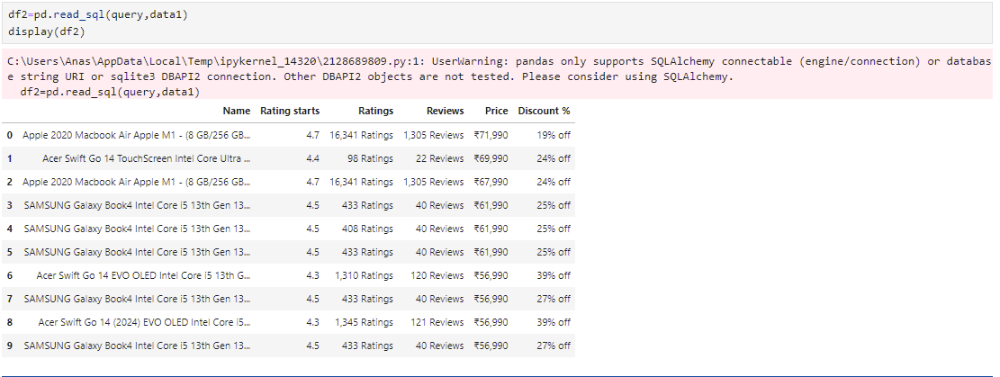 df2=pd.read_sql(query,data1)
display(df2)
C:\Users\Anas\AppData\Local\Temp\ipykernel_14320\2128689809.py:1: UserWarning: pandas only supports SQLAlchemy connectable (engine/connection) or databas
e string URI or sqlite3 DBAPI2 connection. Other DBAPI2 objects are not tested. Please consider using SQLAlchemy.
df2=pd.read_sql(query,data1)
Name Rating starts Ratings Reviews Price Discount %
0 Apple 2020 Macbook Air Apple M1 - (8 GB/256 GB... 4.7 16,341 Ratings 1,305 Reviews ₹71,990 19% off
1 Acer Swift Go 14 TouchScreen Intel Core Ultra ... 4.4 98 Ratings 22 Reviews ₹69,990 24% off
2 Apple 2020 Macbook Air Apple M1 - (8 GB/256 GB... 4.7 16,341 Ratings 1,305 Reviews ₹67,990 24% off
3 SAMSUNG Galaxy Book4 Intel Core i5 13th Gen 13... 4.5 433 Ratings 40 Reviews ₹61,990 25% off
4 SAMSUNG Galaxy Book4 Intel Core i5 13th Gen 13... 4.5 408 Ratings 40 Reviews ₹61,990 25% off
5 SAMSUNG Galaxy Book4 Intel Core i5 13th Gen 13... 4.5 433 Ratings 40 Reviews ₹61,990 25% off
6 Acer Swift Go 14 EVO OLED Intel Core i5 13th G... 4.3 1,310 Ratings 120 Reviews ₹56,990 39% off
7 SAMSUNG Galaxy Book4 Intel Core i5 13th Gen 13... 4.5 433 Ratings 40 Reviews ₹56,990 27% off
8 Acer Swift Go 14 (2024) EVO OLED Intel Core i5... 4.3 1,345 Ratings 121 Reviews ₹56,990 39% off
9 SAMSUNG Galaxy Book4 Intel Core i5 13th Gen 13... 4.5 433 Ratings 40 Reviews ₹56,990 27% off